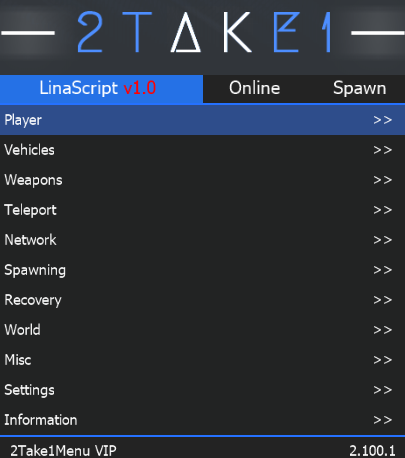 2TAKE1
LinaScript v1.0 Online Spawn
Player >>
Vehicles >>
Weapons >>
Teleport >>
Network >>
Spawning >>
Recovery >>
World >>
Misc >>
Settings >>
Information >>
2Take1Menu VIP 2.100.1